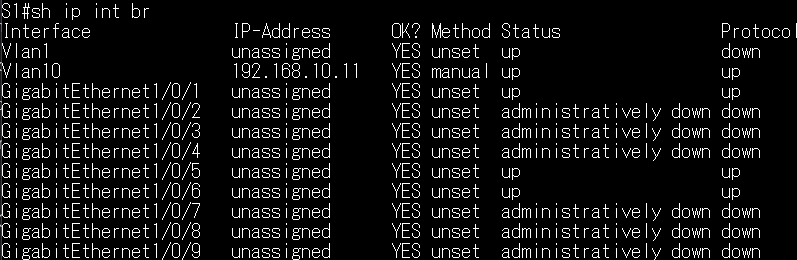 S1#sh ip int br
Interface IP-Address OK? Method Status Protocol
Vlan1 unassigned YES unset up down
Vlan10 192.168.10.11 YES manual up up
GigabitEthernet1/0/1 unassigned YES unset up up
GigabitEthernet1/0/2 unassigned YES unset administratively down down
GigabitEthernet1/0/3 unassigned YES unset administratively down down
GigabitEthernet1/0/4 unassigned YES unset administratively down down
GigabitEthernet1/0/5 unassigned YES unset up up
GigabitEthernet1/0/6 unassigned YES unset up up
GigabitEthernet1/0/7 unassigned YES unset administratively down down
GigabitEthernet1/0/8 unassigned YES unset administratively down down
GigabitEthernet1/0/9 unassigned YES unset administratively down down